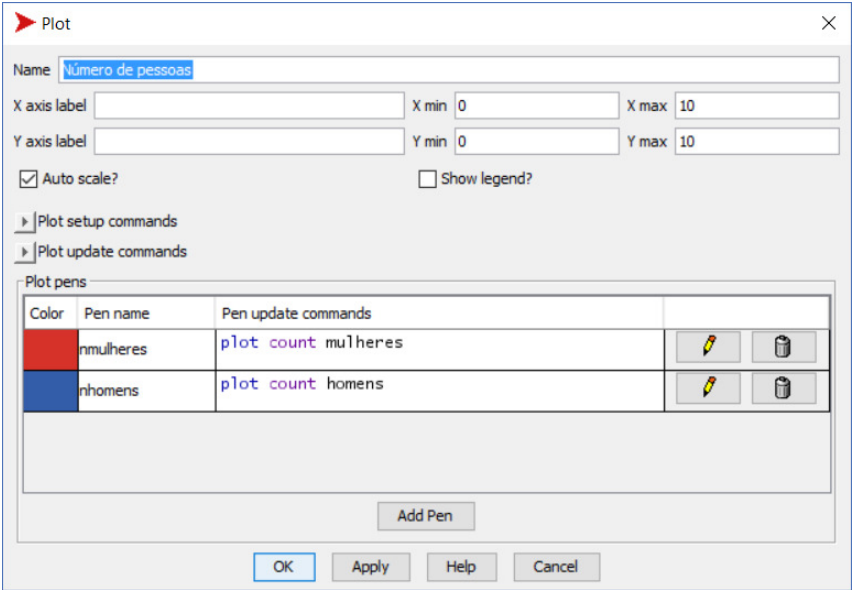 Plot
Name Número de pessoas
X axis label X min 0 X max 10
Y axis label Y min 0 Y max 10
Auto scale? Show legend?
Plot setup commands
Plot update commands
Plot pens
Color Pen name Pen update commands
nmulheres plot count mulheres
nhomens plot count homens
Add Pen
OK Apply Help Cancel